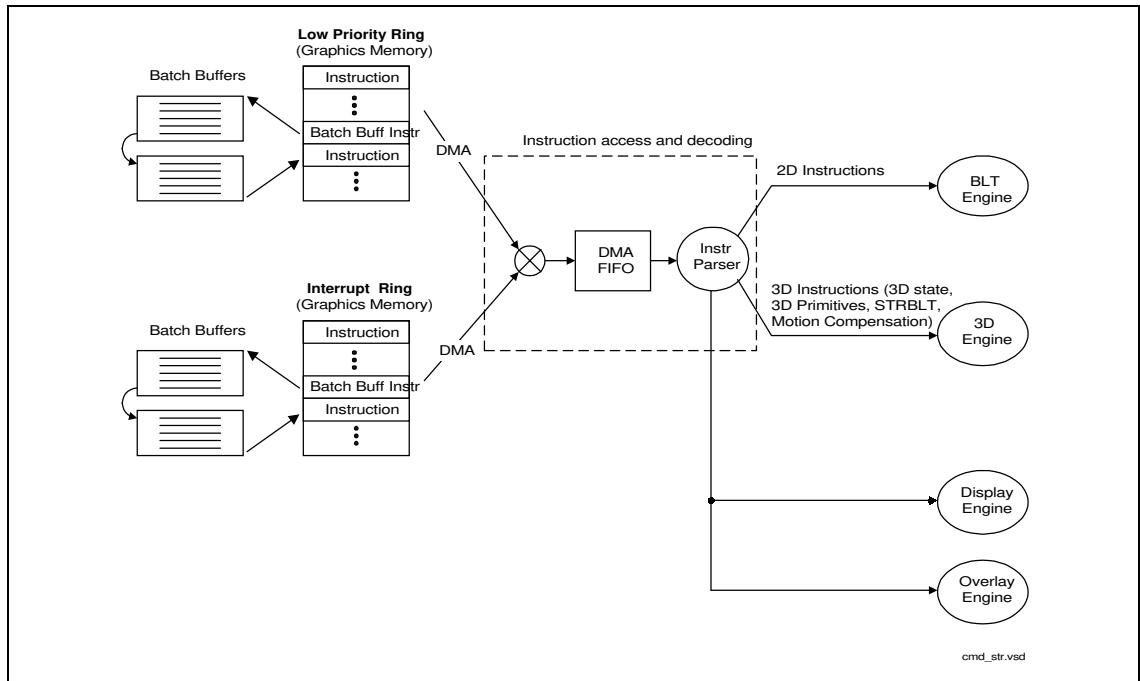 Low Priority Ring
(Graphics Memory)
Batch Buffers
Instruction
Batch Buff Instr
Instruction
DMA
Instruction access and decoding
2D Instructions
BLT
Engine
DMA
FIFO
Instr
Parser
3D Instructions (3D state,
3D Primitives, STRBLT,
Motion Compensation)
3D
Engine
Interrupt Ring
(Graphics Memory)
Batch Buffers
Instruction
Batch Buff Instr
Instruction
DMA
Display
Engine
Overlay
Engine
cmd_str.vsd